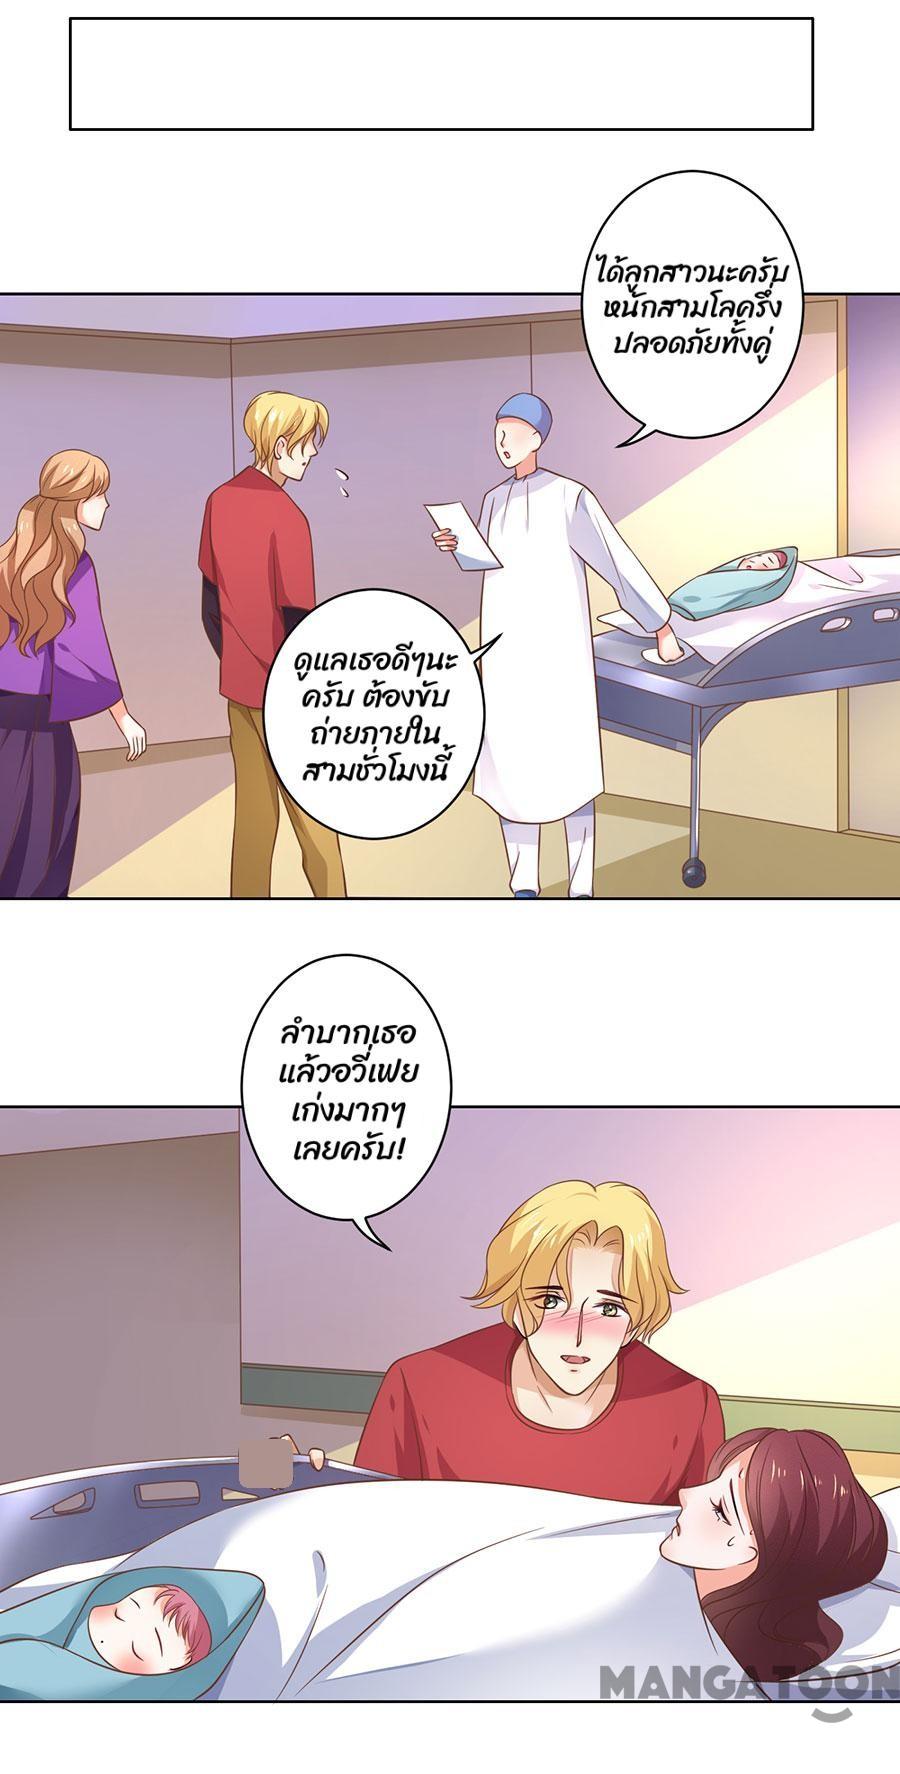 ได้ลูกสาวนะครับ
หนักสามโลครึ่ง
ปลอดภัยทั้งคู่
ดูแลเธอดีๆนะ
ครับ ต้องขับ
ถ่ายภายใน
สามชั่วโมงนี้
ลำบากเธอ
แล้วอวี่เฟย
เก่งมากๆ
เลยครับ!
MANGATOON